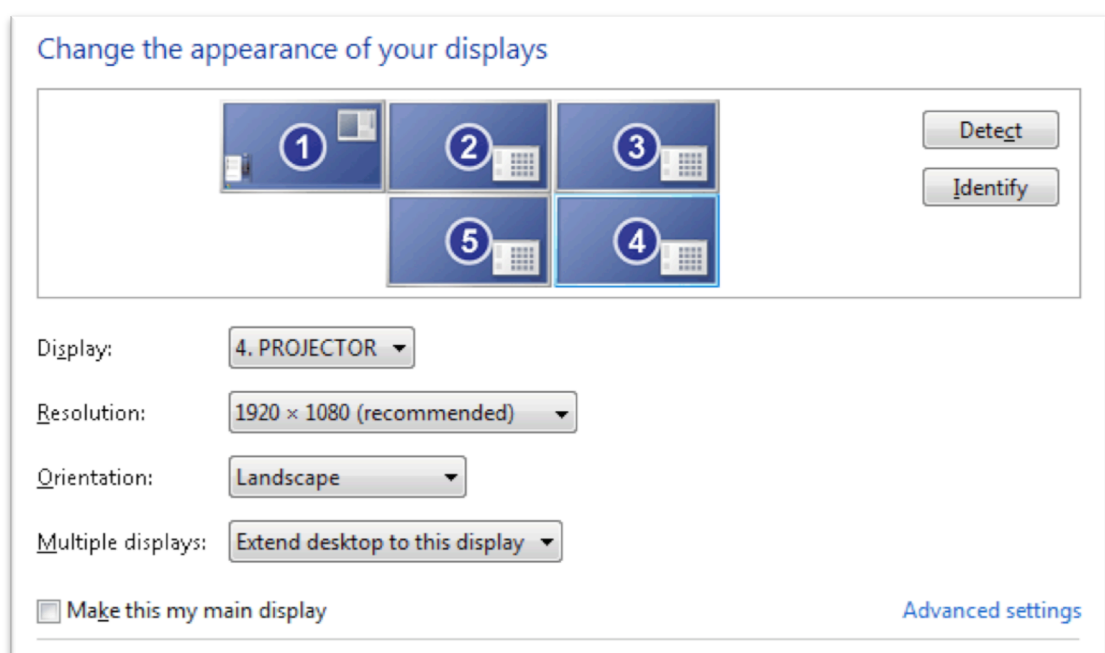 Change the appearance of your displays
1 2 3
Detect
Identify
5 4
Display: 4. PROJECTOR
Resolution: 1920 × 1080 (recommended)
Orientation: Landscape
Multiple displays: Extend desktop to this display
Make this my main display
Advanced settings